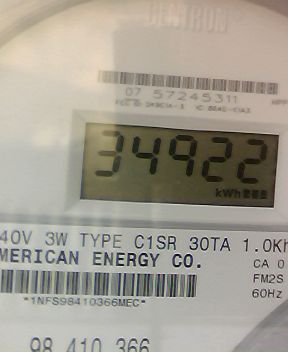 CENTRON
07 57245311
34922
kWh
40V 3W TYPE C1SR 30TA 1.0Kh
MERICAN ENERGY CO.
CA 0
FM2S
*1NFS98410366MEC*
60Hz
98 410 366